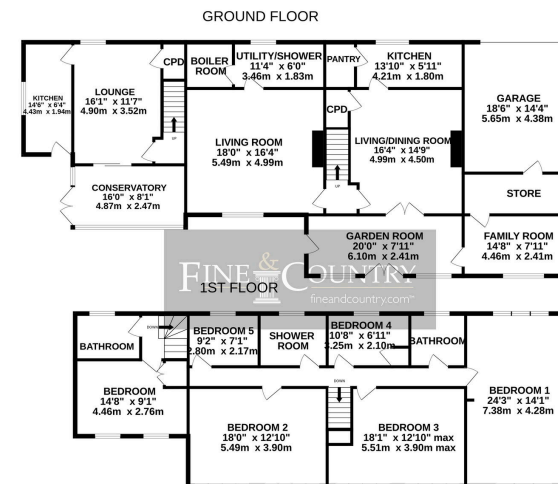 GROUND FLOOR
KITCHEN
14'6" x 6'4"
4.43m x 1.94m
LOUNGE
16'1" x 11'7"
4.90m x 3.52m
CPD
UP
CONSERVATORY
16'0" x 8'1"
4.87m x 2.47m
BOILER
ROOM
UTILITY/SHOWER
11'4" x 6'0"
3.46m x 1.83m
LIVING ROOM
18'0" x 16'4"
5.49m x 4.99m
PANTRY
KITCHEN
13'10" x 5'11"
4.21m x 1.80m
CPD
UP
LIVING/DINING ROOM
16'4" x 14'9"
4.99m x 4.50m
GARAGE
18'6" x 14'4"
5.65m x 4.38m
STORE
GARDEN ROOM
20'0" x 7'11"
6.10m x 2.41m
FAMILY ROOM
14'8" x 7'11"
4.46m x 2.41m
FINE & COUNTRY
fineandcountry.com™
1ST FLOOR
BATHROOM
DOWN
BEDROOM 5
9'2" x 7'1"
2.80m x 2.17m
SHOWER
ROOM
BEDROOM 4
10'8" x 6'11"
3.25m x 2.10m
BATHROOM
BEDROOM
14'8" x 9'1"
4.46m x 2.76m
BEDROOM 2
18'0" x 12'10"
5.49m x 3.90m
DOWN
BEDROOM 3
18'1" x 12'10" max
5.51m x 3.90m max
BEDROOM 1
24'3" x 14'1"
7.38m x 4.28m